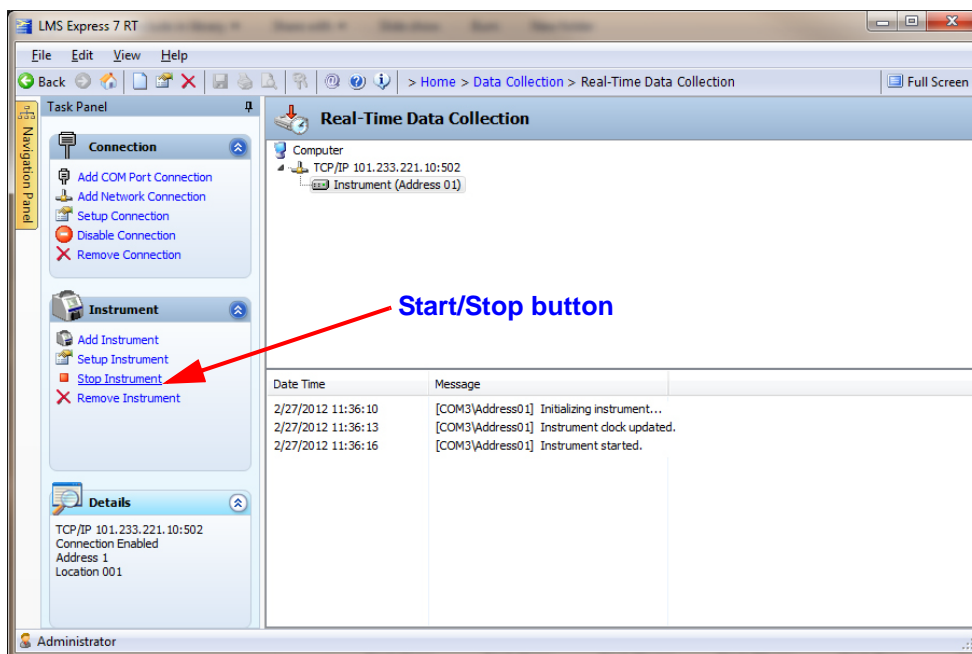 LMS Express 7 RT
File Edit View Help
Back > Home > Data Collection > Real-Time Data Collection Full Screen
Navigation Panel
Task Panel
Connection
Add COM Port Connection
Add Network Connection
Setup Connection
Disable Connection
Remove Connection
Instrument
Add Instrument
Setup Instrument
Stop Instrument
Remove Instrument
Details
TCP/IP 101.233.221.10:502
Connection Enabled
Address 1
Location 001
Real-Time Data Collection
Computer
TCP/IP 101.233.221.10:502
Instrument (Address 01)
Start/Stop button
Date Time Message
2/27/2012 11:36:10 [COM3\Address01] Initializing instrument...
2/27/2012 11:36:13 [COM3\Address01] Instrument clock updated.
2/27/2012 11:36:16 [COM3\Address01] Instrument started.
Administrator